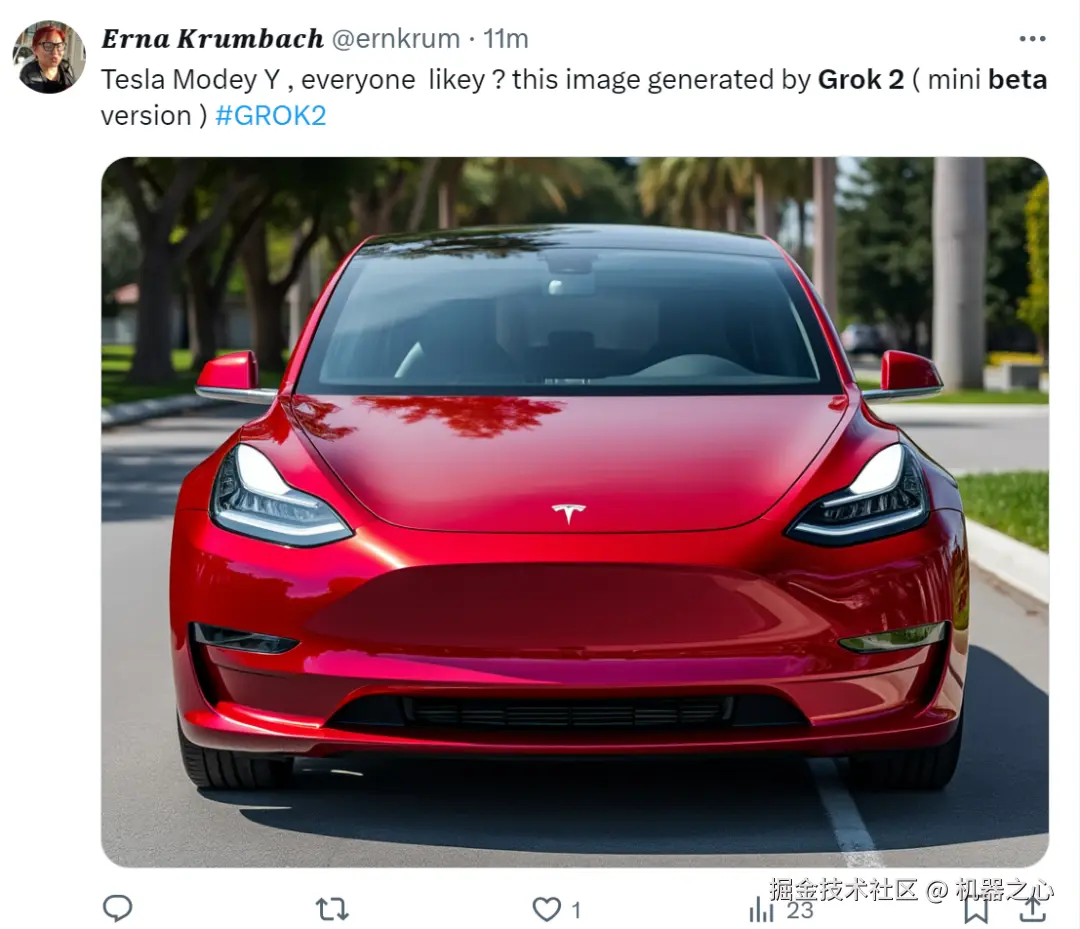 Erna Krumbach @ernkrum · 11m
Tesla Modey Y , everyone likey ? this image generated by Grok 2 ( mini beta
version ) #GROK2
1
23
掘金技术社区 @ 机器之心